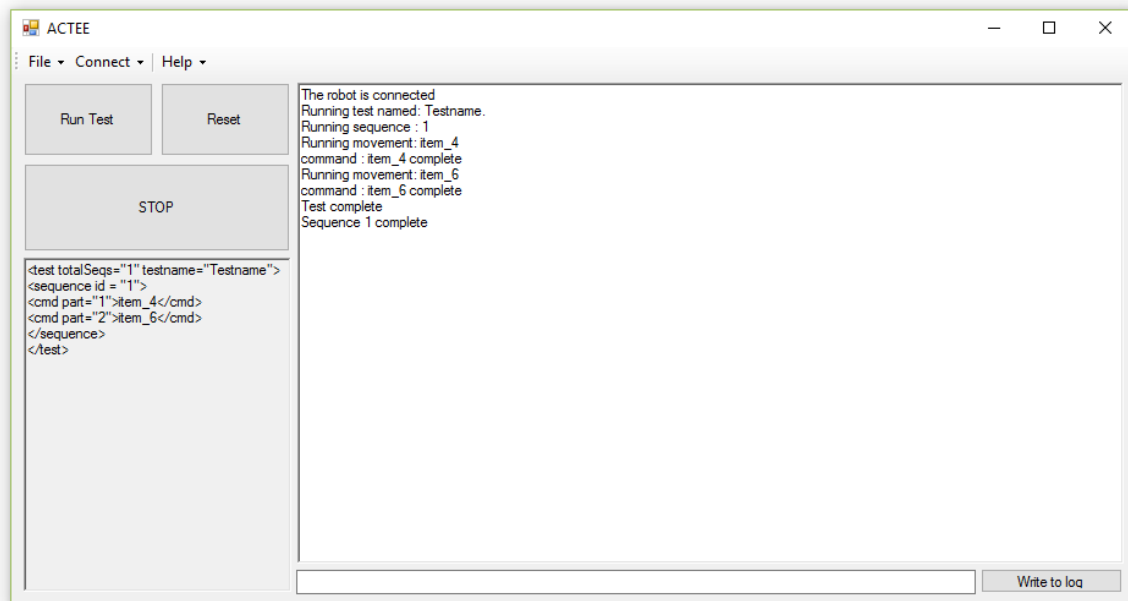 ACTEE
File Connect Help
Run Test
Reset
STOP
<test totalSeqs="1" testname="Testname">
<sequence id = "1">
<cmd part="1">item_4</cmd>
<cmd part="2">item_6</cmd>
</sequence>
</test>
The robot is connected
Running test named: Testname.
Running sequence : 1
Running movement: item_4
command : item_4 complete
Running movement: item_6
command : item_6 complete
Test complete
Sequence 1 complete
Write to log